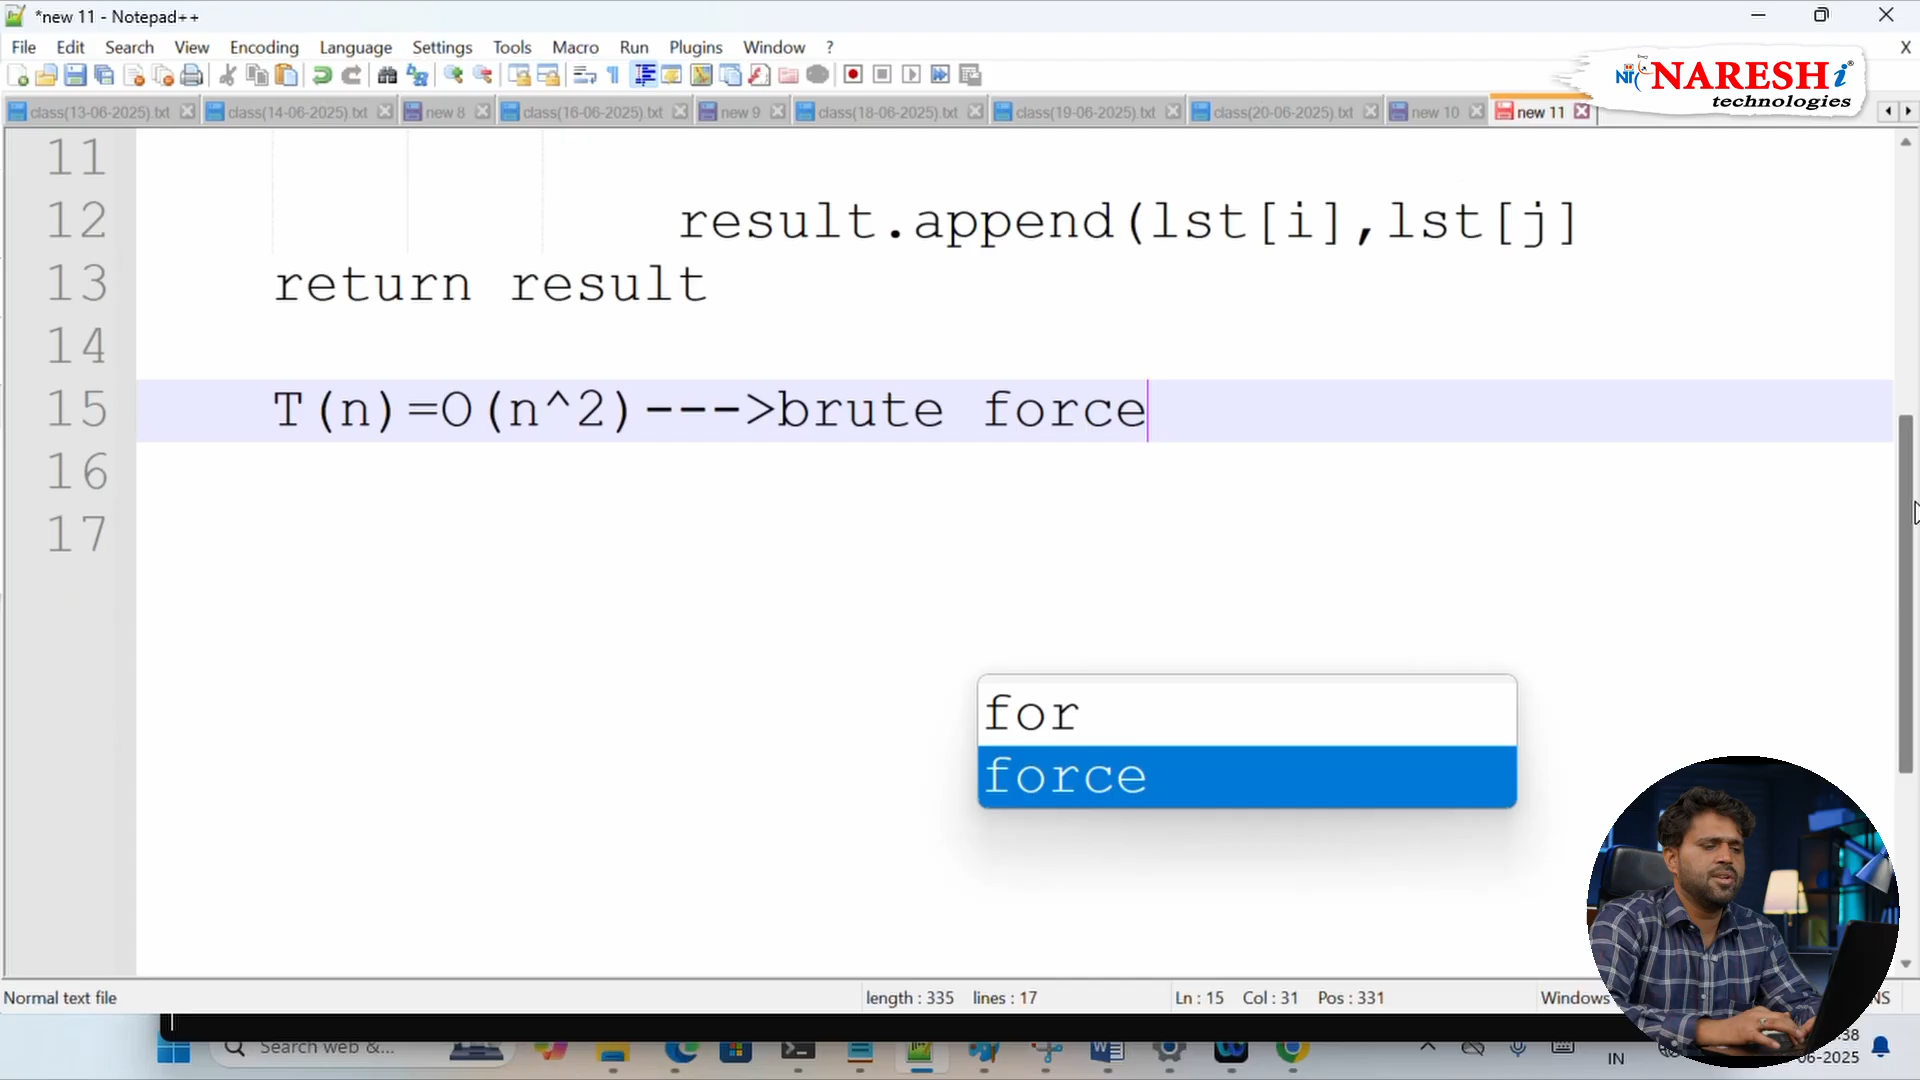 *new 11 - Notepad++
File Edit Search View Encoding Language Settings Tools Macro Run Plugins Window ? X
NARESHi
technologies
class(13-06-2025).txt class(14-06-2025).txt new 8 class(16-06-2025).txt new 9 class(18-06-2025).txt class(19-06-2025).txt class(20-06-2025).txt new 10 new 11
11
12 result.append(lst[i],lst[j]
13 return result
14
15 T(n)=O(n^2)--->brute force
16
17
for
force
Normal text file length : 335 lines : 17 Ln : 15 Col : 31 Pos : 331 Windows
Search web &...
IN